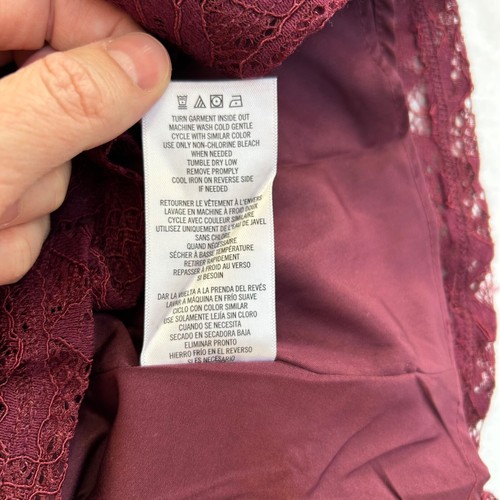 TURN GARMENT INSIDE OUT
MACHINE WASH COLD GENTLE
CYCLE WITH SIMILAR COLOR
USE ONLY NON-CHLORINE BLEACH
WHEN NEEDED
TUMBLE DRY LOW
REMOVE PROMPLY
COOL IRON ON REVERSE SIDE
IF NEEDED
RETOURNER LE VÊTEMENT À L'ENVERS
LAVAGE EN MACHINE À FROID DOUX
CYCLE AVEC COULEUR SIMILAIRE
UTILISEZ UNIQUEMENT DE L'EAU DE JAVEL
SANS CHLORE
QUAND NÉCESSAIRE
SÉCHER À BASSE TEMPÉRATURE
RETIRER RAPIDEMENT
REPASSER À FROID AU VERSO
SI BESOIN
DAR LA VUELTA A LA PRENDA DEL REVÉS
LAVAR A MÁQUINA EN FRÍO SUAVE
CICLO CON COLOR SIMILAR
USE SOLAMENTE LEJÍA SIN CLORO
CUANDO SE NECESITA
SECADO EN SECADORA BAJA
ELIMINAR PRONTO
HIERRO FRÍO EN EL REVERSO
SI ES NECESARIO